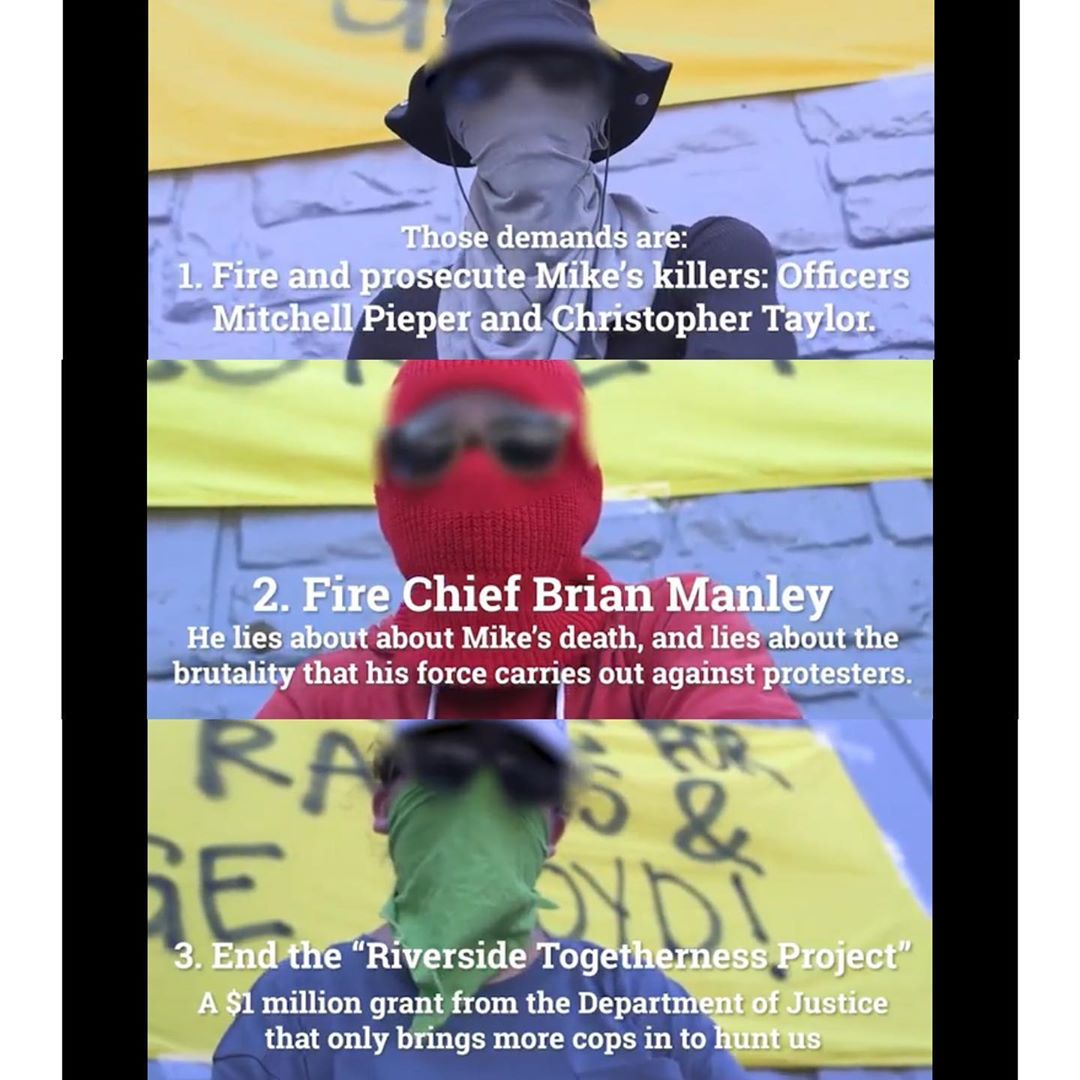 Those demands are:
1. Fire and prosecute Mike's killers: Officers
Mitchell Pieper and Christopher Taylor.
2. Fire Chief Brian Manley
He lies about about Mike's death, and lies about the
brutality that his force carries out against protesters.
RA
FOR
&
GE
OYD!
3. End the “Riverside Togetherness Project”
A $1 million grant from the Department of Justice
that only brings more cops in to hunt us